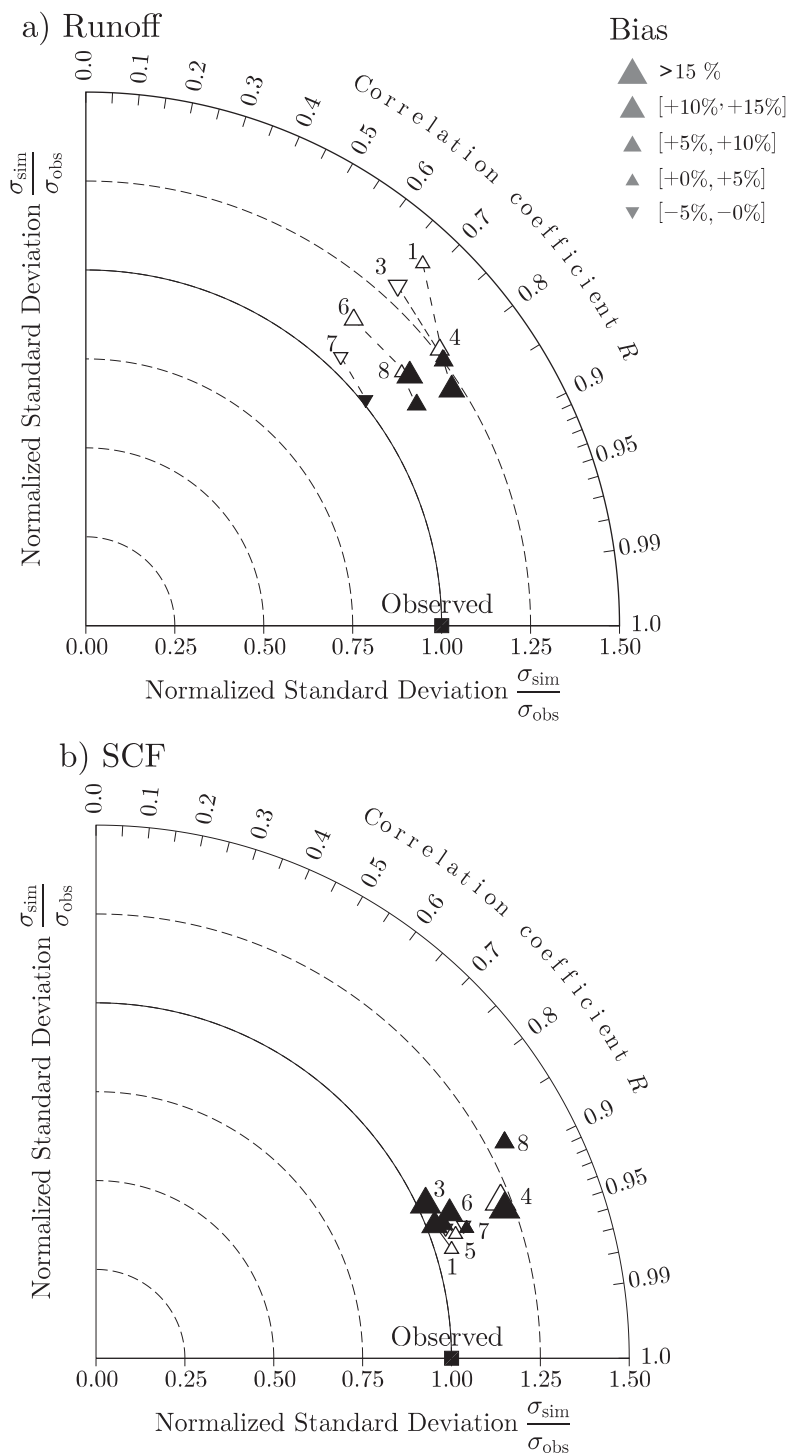 a) Runoff
Bias
>15 %
[+10%,+15%]
[+5%,+10%]
[+0%,+5%]
[−5%,−0%]
0.0
0.1
0.2
0.3
0.4
0.5
0.6
0.7
0.8
0.9
0.95
0.99
1.0
Correlation coefficient R
Normalized Standard Deviation σsim
σobs
1
3
6
4
7
8
Observed
0.00 0.25 0.50 0.75 1.00 1.25 1.50
Normalized Standard Deviation σsim
σobs
b) SCF
0.0
0.1
0.2
0.3
0.4
0.5
0.6
0.7
0.8
0.9
0.95
0.99
1.0
Correlation coefficient R
Normalized Standard Deviation σsim
σobs
8
3
4
6
7
5
1
Observed
0.00 0.25 0.50 0.75 1.00 1.25 1.50
Normalized Standard Deviation σsim
σobs